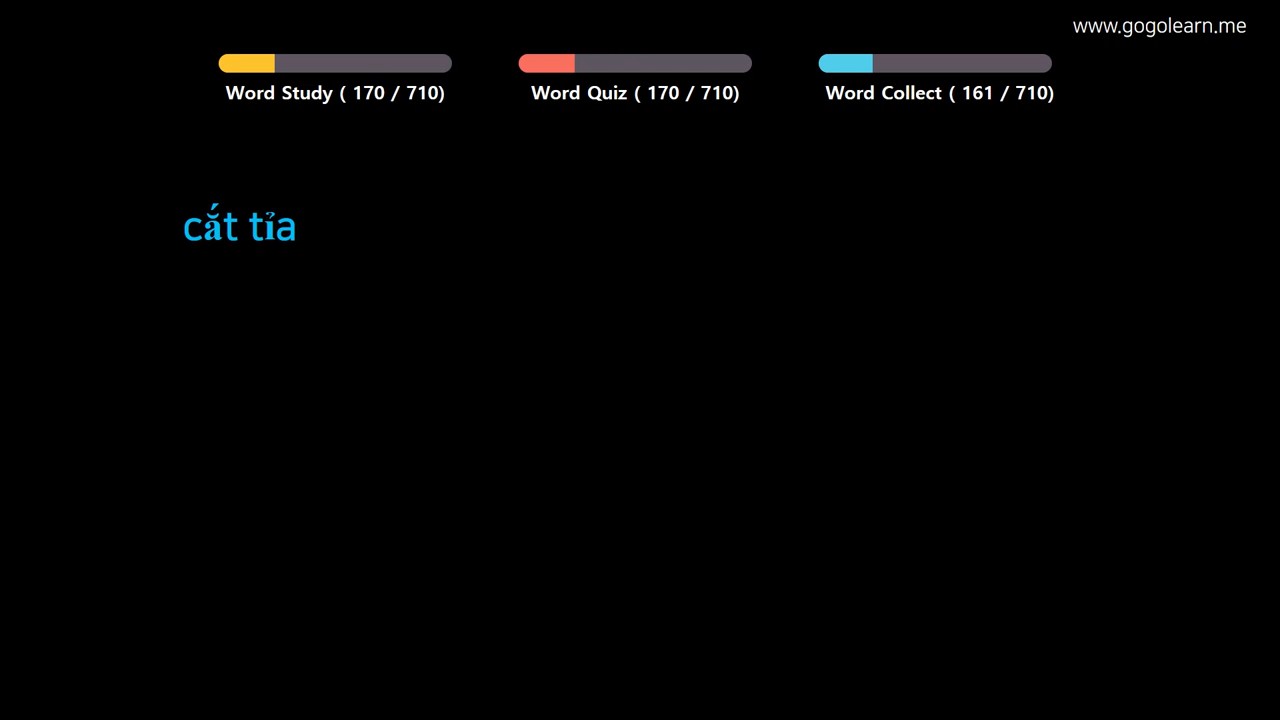 www.gogolearn.me
Word Study ( 170 / 710)
Word Quiz ( 170 / 710)
Word Collect ( 161 / 710)
cắt tỉa